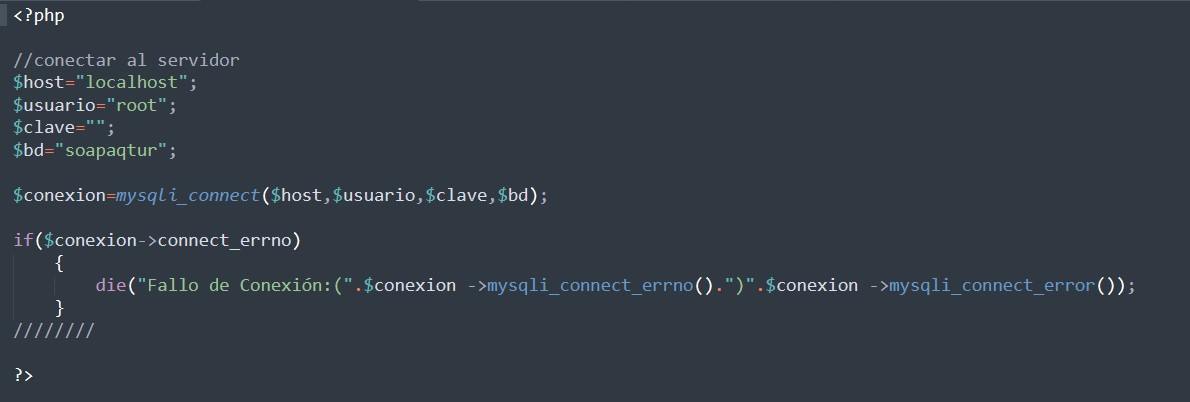 <?php
//conectar al servidor
$host="localhost";
$usuario="root";
$clave="";
$bd="soapaqtur";
$conexion=mysqli_connect($host,$usuario,$clave,$bd);
if($conexion->connect_errno)
{
die("Fallo de Conexión:(".$conexion ->mysqli_connect_errno().")".$conexion ->mysqli_connect_error());
}
////////
?>